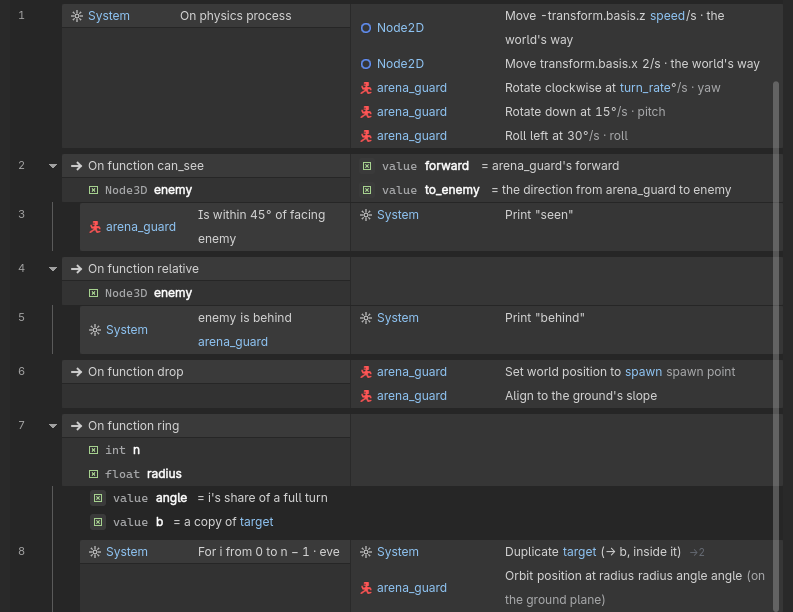 1 System On physics process Node2D Move -transform.basis.z speed/s · the
world's way
Node2D Move transform.basis.x 2/s · the world's way
arena_guard Rotate clockwise at turn_rate°/s · yaw
arena_guard Rotate down at 15°/s · pitch
arena_guard Roll left at 30°/s · roll
2 → On function can_see value forward = arena_guard's forward
Node3D enemy value to_enemy = the direction from arena_guard to enemy
3 arena_guard Is within 45° of facing System Print "seen"
enemy
4 → On function relative
Node3D enemy
5 System enemy is behind System Print "behind"
arena_guard
6 → On function drop arena_guard Set world position to spawn spawn point
arena_guard Align to the ground's slope
7 → On function ring
int n
float radius
value angle = i's share of a full turn
value b = a copy of target
8 System For i from 0 to n − 1 · eve System Duplicate target (→ b, inside it) →2
arena_guard Orbit position at radius radius angle angle (on
the ground plane)